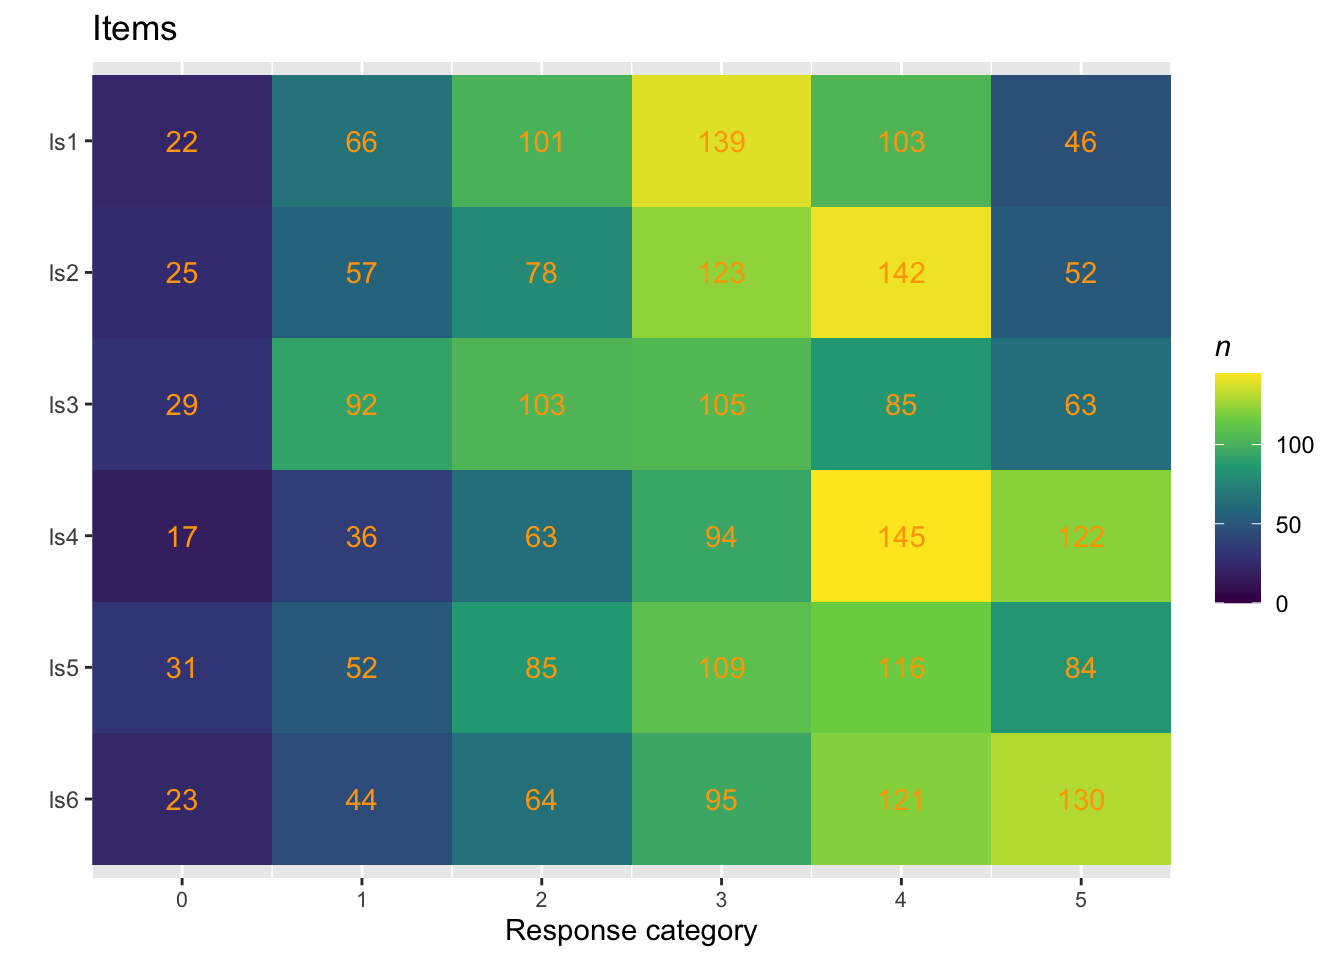 Items
ls1 22 66 101 139 103 46
ls2 25 57 78 123 142 52
ls3 29 92 103 105 85 63
ls4 17 36 63 94 145 122
ls5 31 52 85 109 116 84
ls6 23 44 64 95 121 130
0 1 2 3 4 5
Response category
n
100
50
0